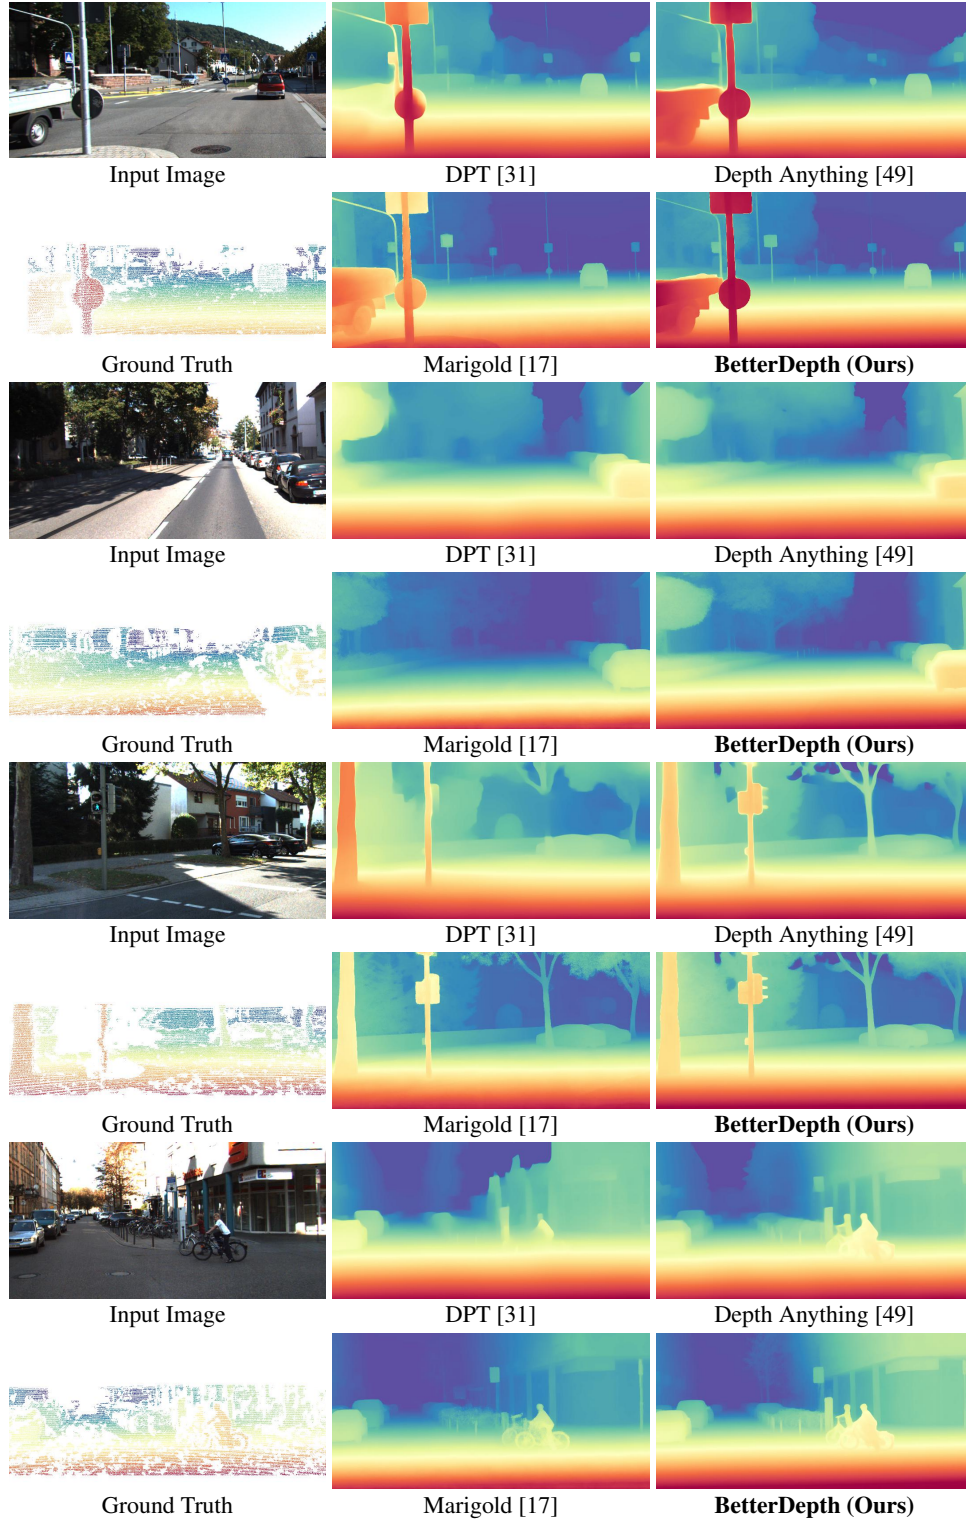 Input Image
DPT [31]
Depth Anything [49]
Ground Truth
Marigold [17]
BetterDepth (Ours)
Input Image
DPT [31]
Depth Anything [49]
Ground Truth
Marigold [17]
BetterDepth (Ours)
Input Image
DPT [31]
Depth Anything [49]
Ground Truth
Marigold [17]
BetterDepth (Ours)
Input Image
DPT [31]
Depth Anything [49]
Ground Truth
Marigold [17]
BetterDepth (Ours)